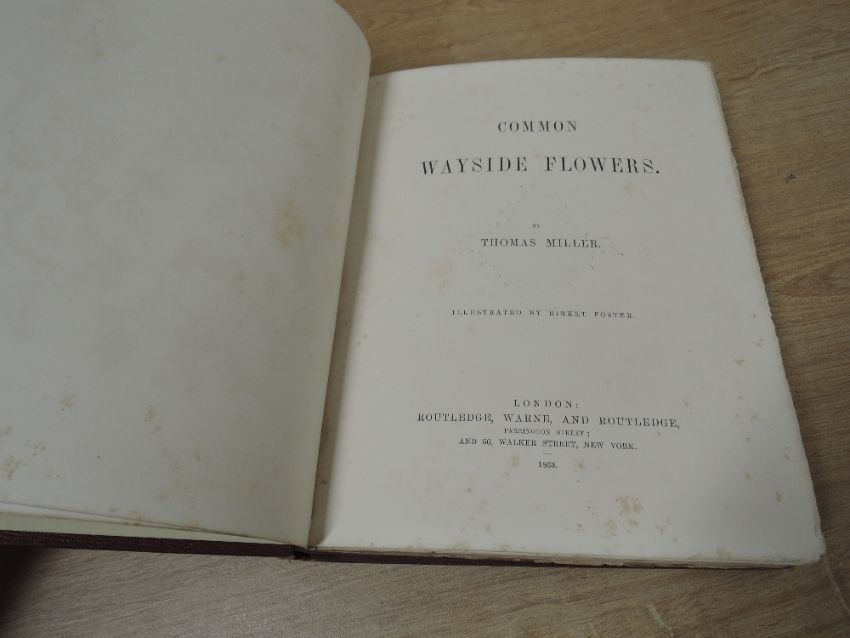 COMMON
WAYSIDE FLOWERS.
BY
THOMAS MILLER.
ILLUSTRATED BY BIRKET FOSTER.
LONDON:
ROUTLEDGE, WARNE, AND ROUTLEDGE,
FARRINGDON STREET;
AND 56, WALKER STREET, NEW YORK.
1863.